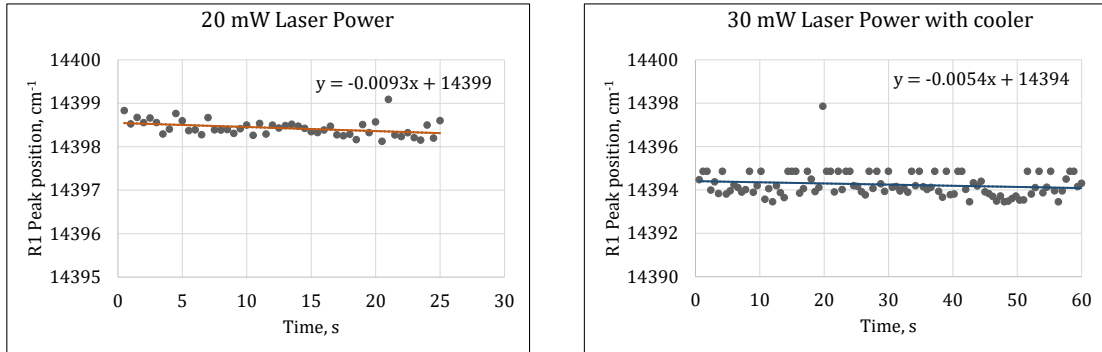 20 mW Laser Power
y = -0.0093x + 14399
R1 Peak position, cm-1
14400
14399
14398
14397
14396
14395
0 5 10 15 20 25 30
Time, s
30 mW Laser Power with cooler
y = -0.0054x + 14394
R1 Peak position, cm-1
14400
14398
14396
14394
14392
14390
0 10 20 30 40 50 60
Time, s